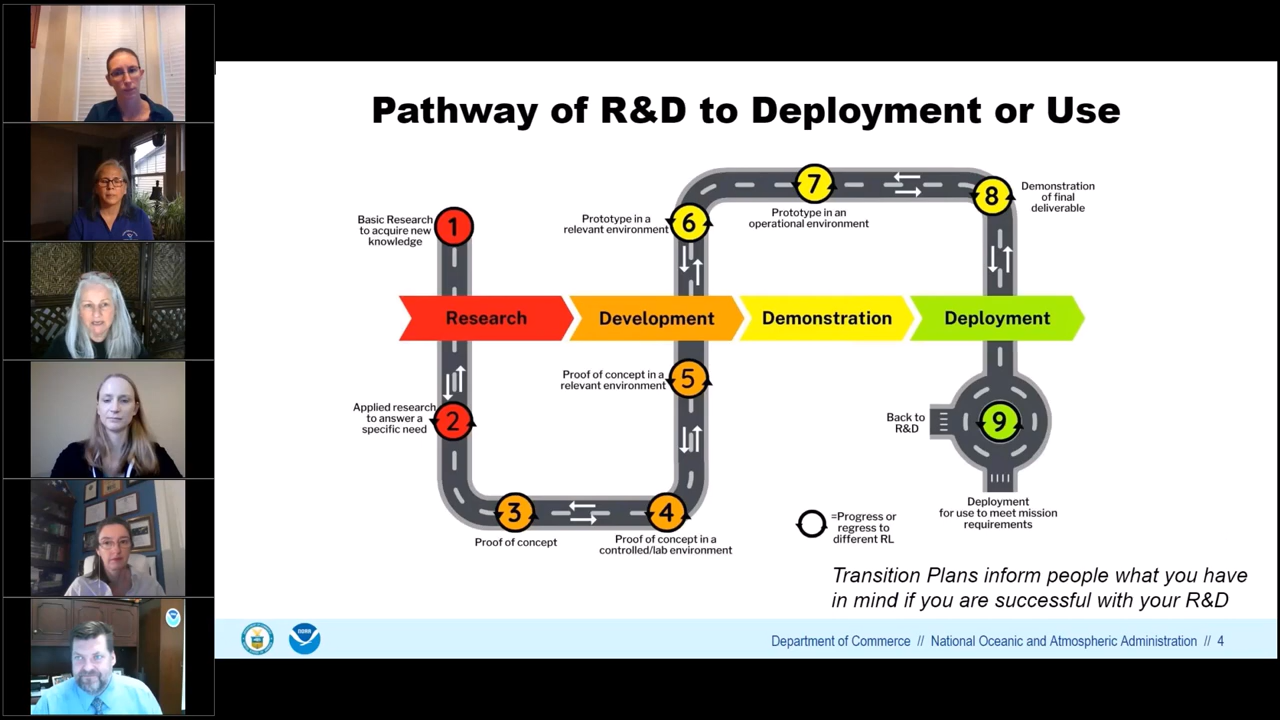 Pathway of R&D to Deployment or Use
1
Basic Research
to acquire new
knowledge
Prototype in a
relevant environment
6
7
Prototype in an
operational environment
8
Demonstration
of final
deliverable
Research
Development
Demonstration
Deployment
Applied research
to answer a
specific need
2
Proof of concept in a
relevant environment
5
Back to
R&D
9
Deployment
for use to meet mission
requirements
3
Proof of concept
4
Proof of concept in a
controlled/lab environment
=Progress or
regress to
different RL
Transition Plans inform people what you have
in mind if you are successful with your R&D
NOAA
Department of Commerce // National Oceanic and Atmospheric Administration // 4